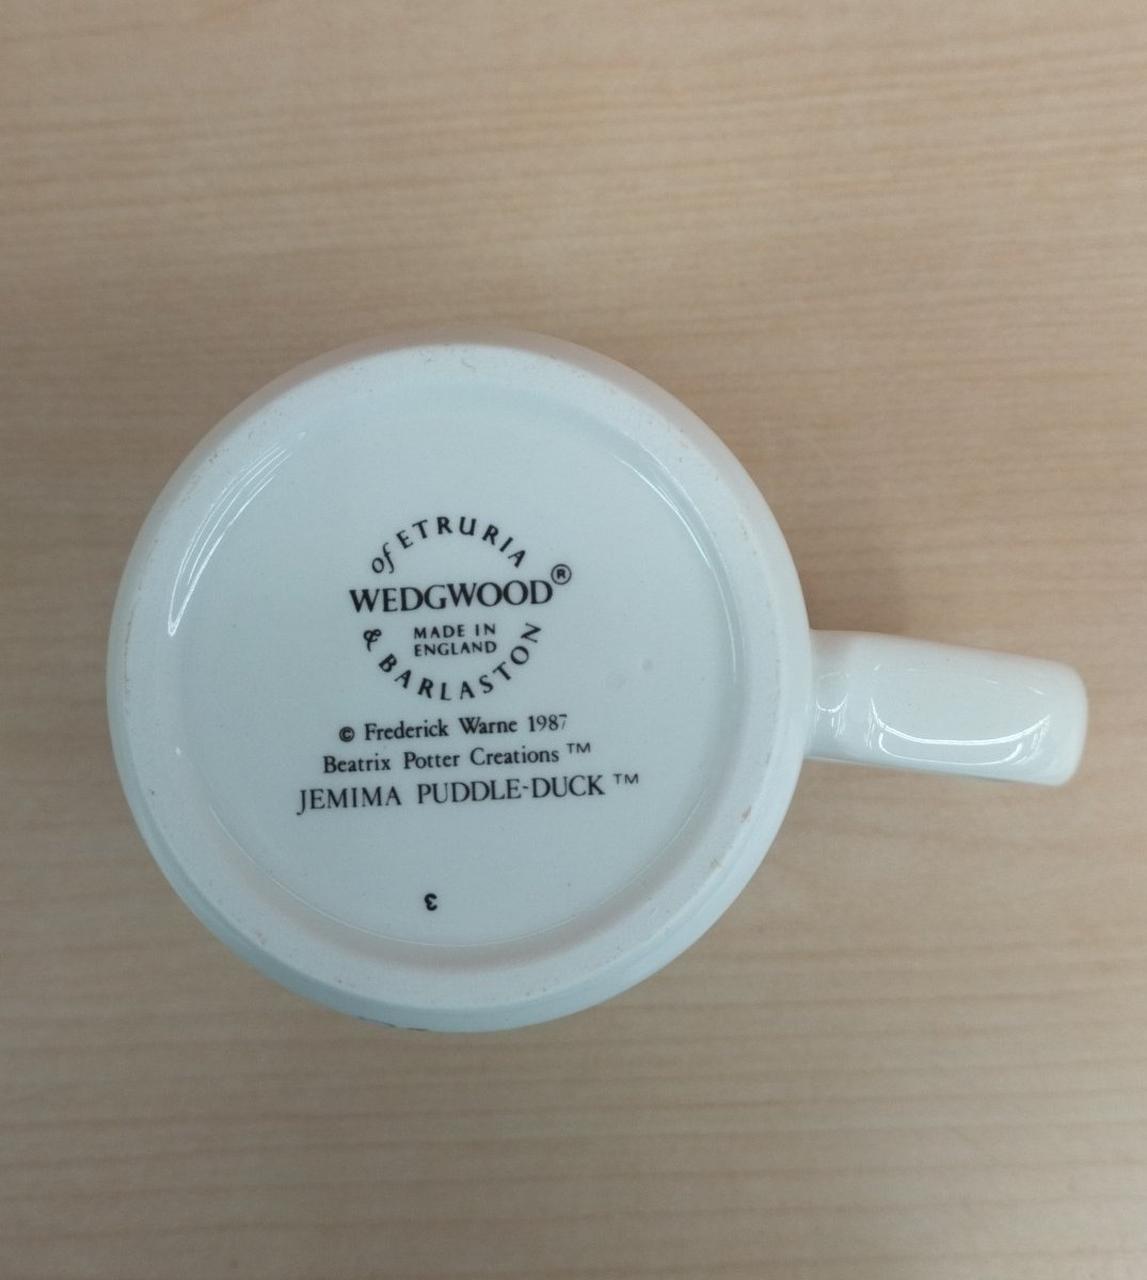 of ETRURIA
WEDGWOOD®
MADE IN
ENGLAND
& BARLASTON
© Frederick Warne 1987
Beatrix Potter Creations ™
JEMIMA PUDDLE-DUCK ™
3